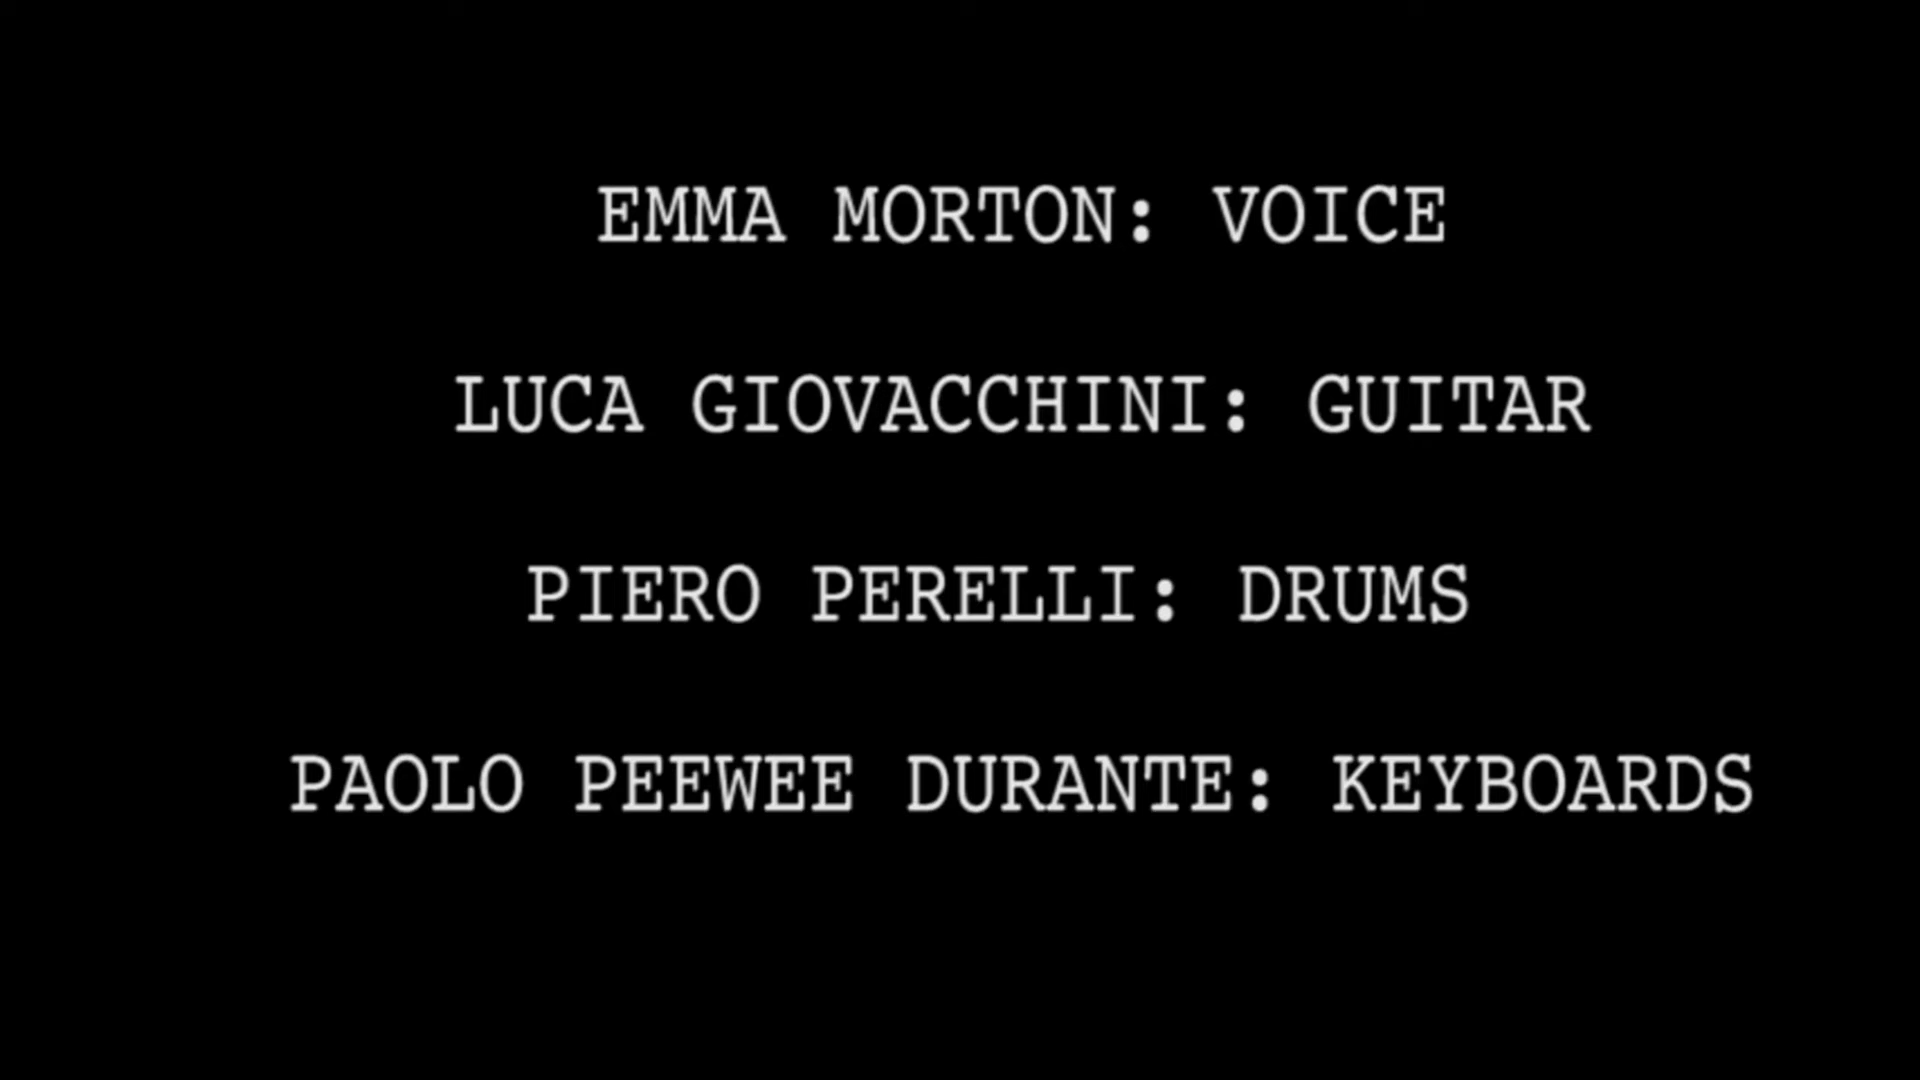 EMMA MORTON: VOICE
LUCA GIOVACCHINI: GUITAR
PIERO PERELLI: DRUMS
PAOLO PEEWEE DURANTE: KEYBOARDS